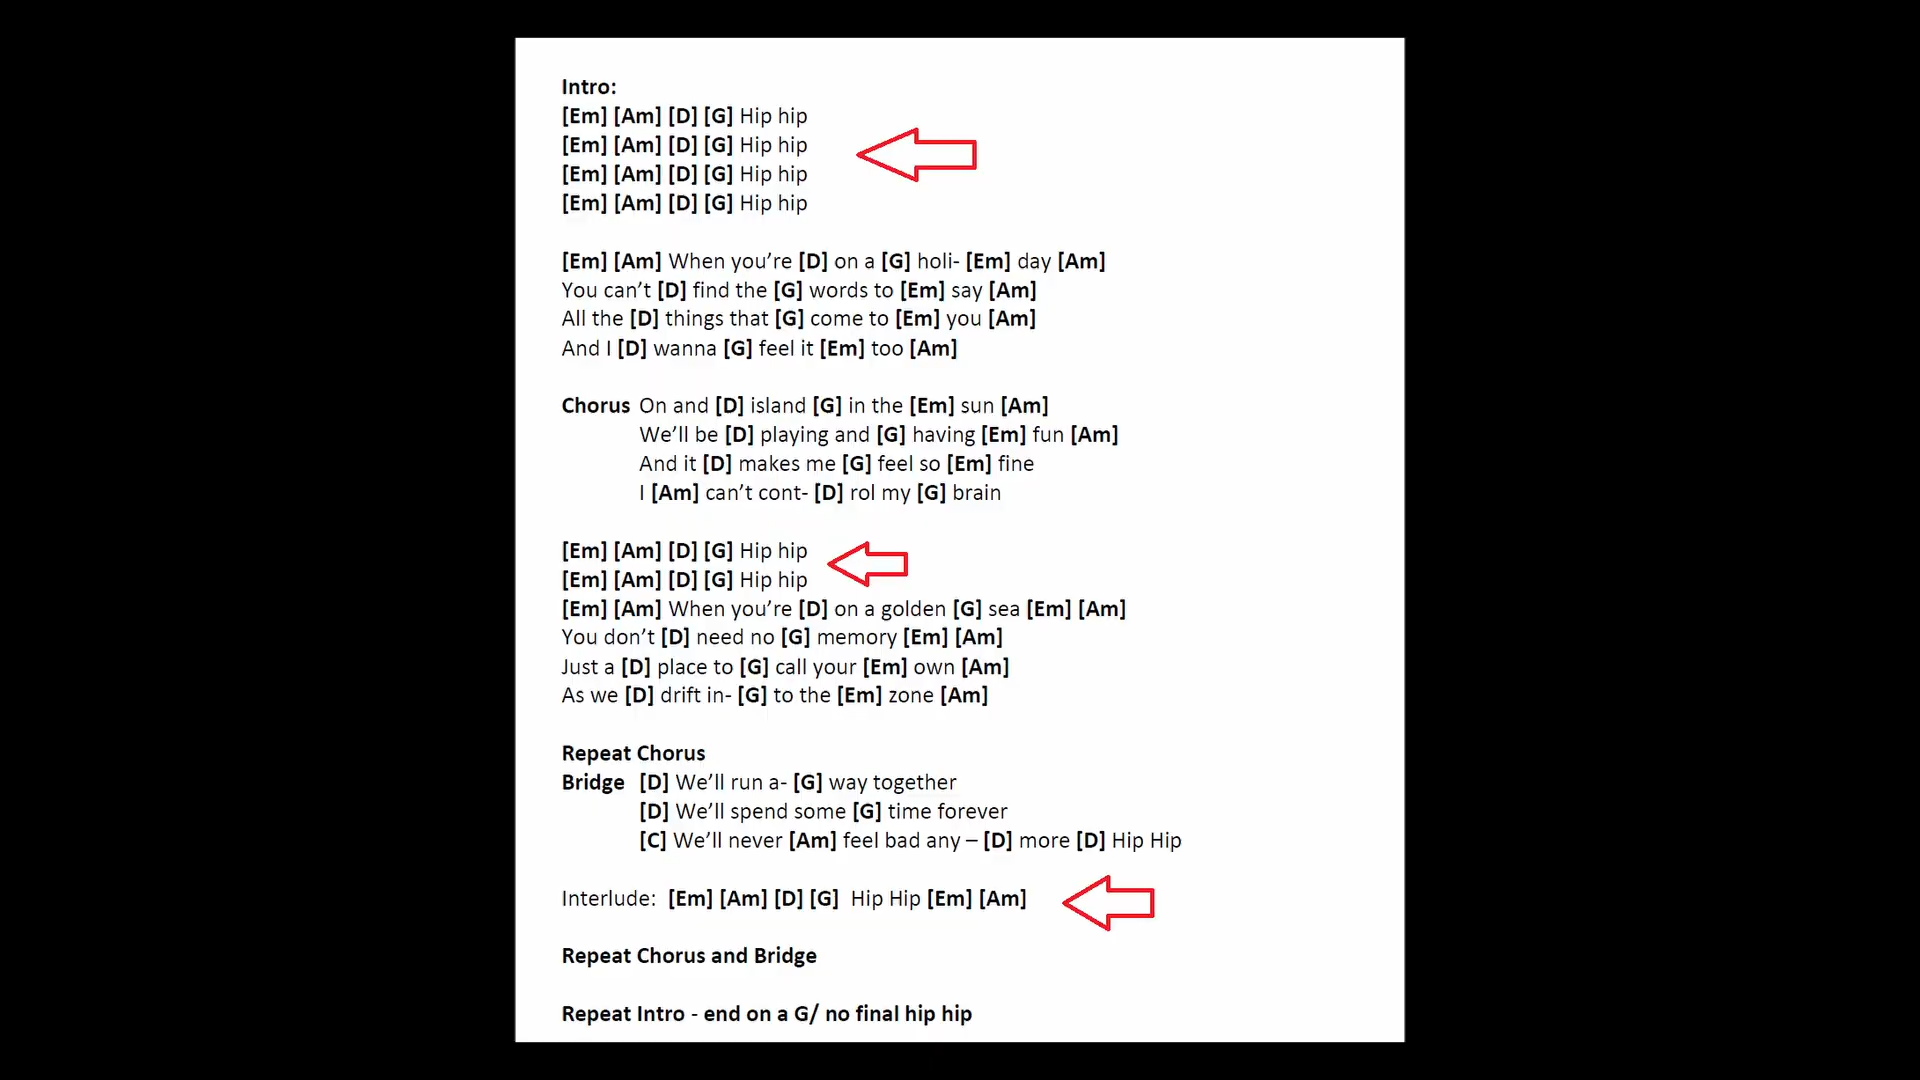 Intro:
[Em] [Am] [D] [G] Hip hip
[Em] [Am] [D] [G] Hip hip
[Em] [Am] [D] [G] Hip hip
[Em] [Am] [D] [G] Hip hip
[Em] [Am] When you’re [D] on a [G] holi- [Em] day [Am]
You can’t [D] find the [G] words to [Em] say [Am]
All the [D] things that [G] come to [Em] you [Am]
And I [D] wanna [G] feel it [Em] too [Am]
Chorus On and [D] island [G] in the [Em] sun [Am]
We’ll be [D] playing and [G] having [Em] fun [Am]
And it [D] makes me [G] feel so [Em] fine
I [Am] can’t cont- [D] rol my [G] brain
[Em] [Am] [D] [G] Hip hip
[Em] [Am] [D] [G] Hip hip
[Em] [Am] When you’re [D] on a golden [G] sea [Em] [Am]
You don’t [D] need no [G] memory [Em] [Am]
Just a [D] place to [G] call your [Em] own [Am]
As we [D] drift in- [G] to the [Em] zone [Am]
Repeat Chorus
Bridge [D] We’ll run a- [G] way together
[D] We’ll spend some [G] time forever
[C] We’ll never [Am] feel bad any – [D] more [D] Hip Hip
Interlude: [Em] [Am] [D] [G] Hip Hip [Em] [Am]
Repeat Chorus and Bridge
Repeat Intro - end on a G/ no final hip hip